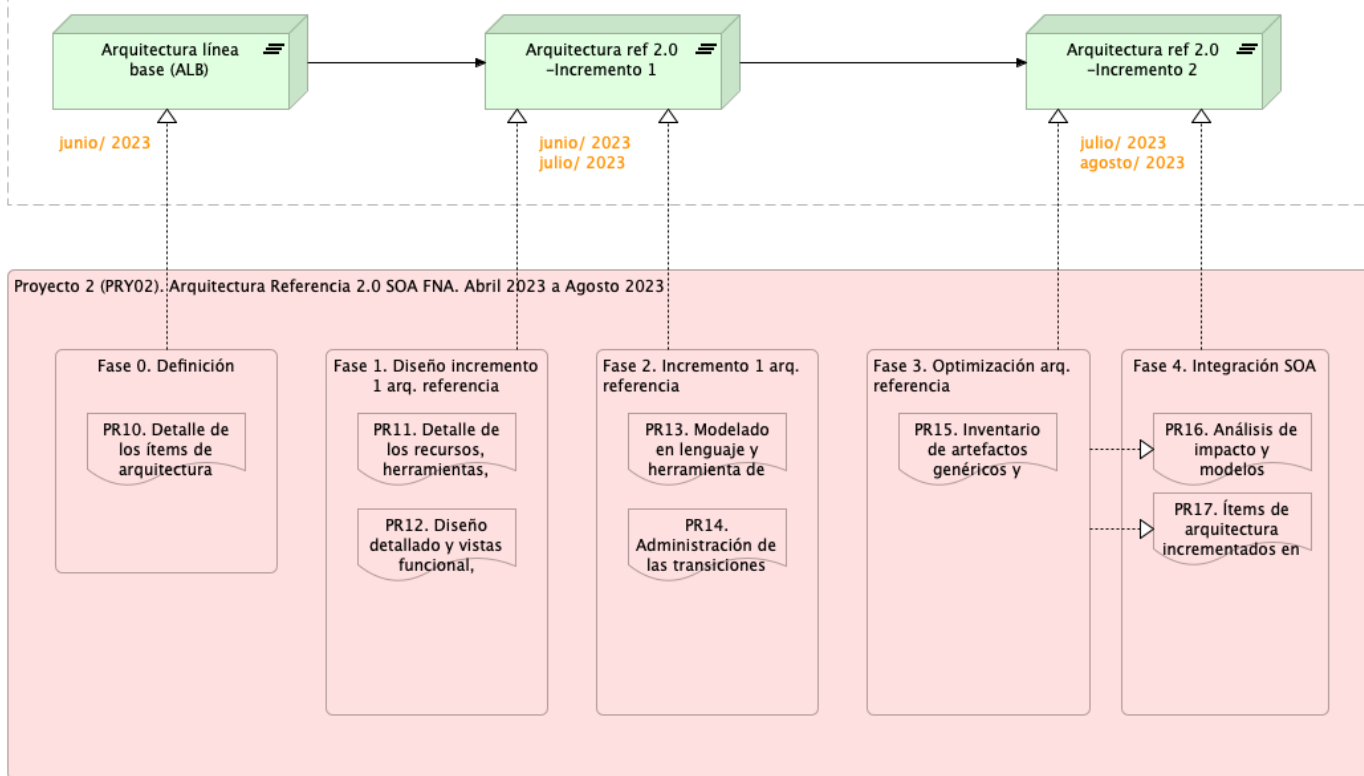 Arquitectura línea
base (ALB)
Arquitectura ref 2.0
-Incremento 1
Arquitectura ref 2.0
-Incremento 2
junio/ 2023
junio/ 2023
julio/ 2023
julio/ 2023
agosto/ 2023
Proyecto 2 (PRY02). Arquitectura Referencia 2.0 SOA FNA. Abril 2023 a Agosto 2023
Fase 0. Definición
PR10. Detalle de
los ítems de
arquitectura
Fase 1. Diseño incremento
1 arq. referencia
PR11. Detalle de
los recursos,
herramientas,
PR12. Diseño
detallado y vistas
funcional,
Fase 2. Incremento 1 arq.
referencia
PR13. Modelado
en lenguaje y
herramienta de
PR14.
Administración de
las transiciones
Fase 3. Optimización arq.
referencia
PR15. Inventario
de artefactos
genéricos y
Fase 4. Integración SOA
PR16. Análisis de
impacto y
modelos
PR17. Ítems de
arquitectura
incrementados en